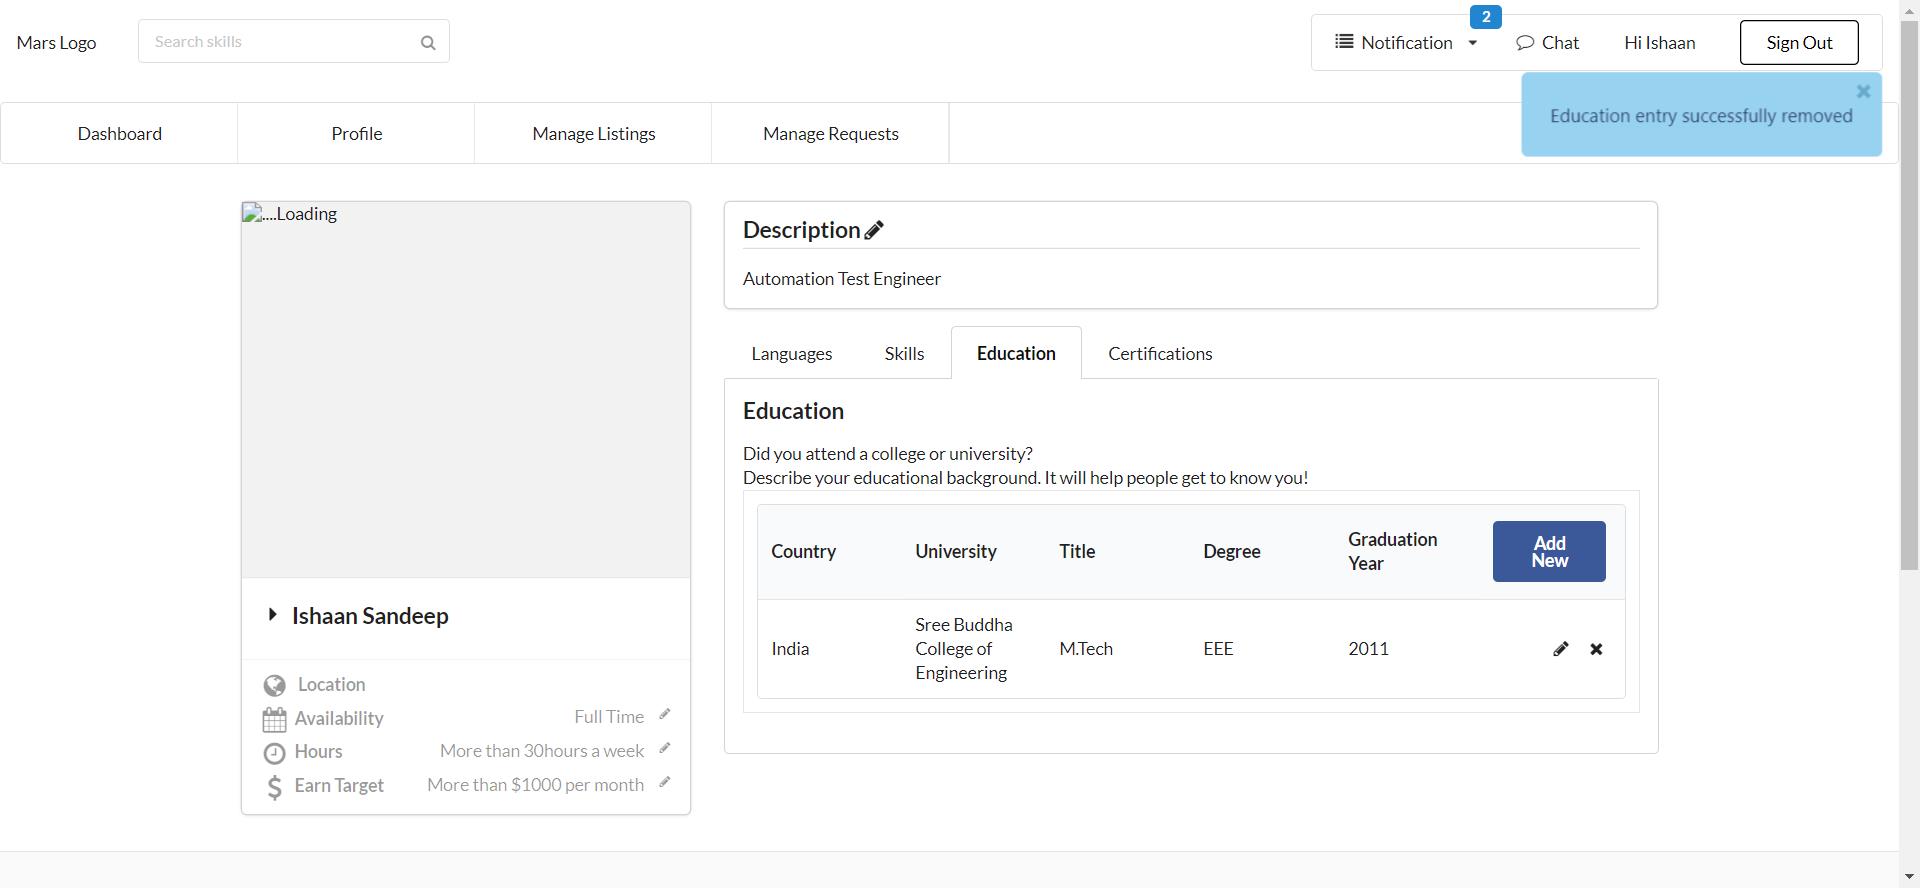 Mars Logo
Search skills
Notification
2
Chat
Hi Ishaan
Sign Out
Education entry successfully removed
Dashboard
Profile
Manage Listings
Manage Requests
....Loading
Ishaan Sandeep
Location
Availability
Full Time
Hours
More than 30hours a week
Earn Target
More than $1000 per month
Description
Automation Test Engineer
Languages
Skills
Education
Certifications
Education
Did you attend a college or university?
Describe your educational background. It will help people get to know you!
Country
University
Title
Degree
Graduation
Year
Add
New
India
Sree Buddha
College of
Engineering
M.Tech
EEE
2011